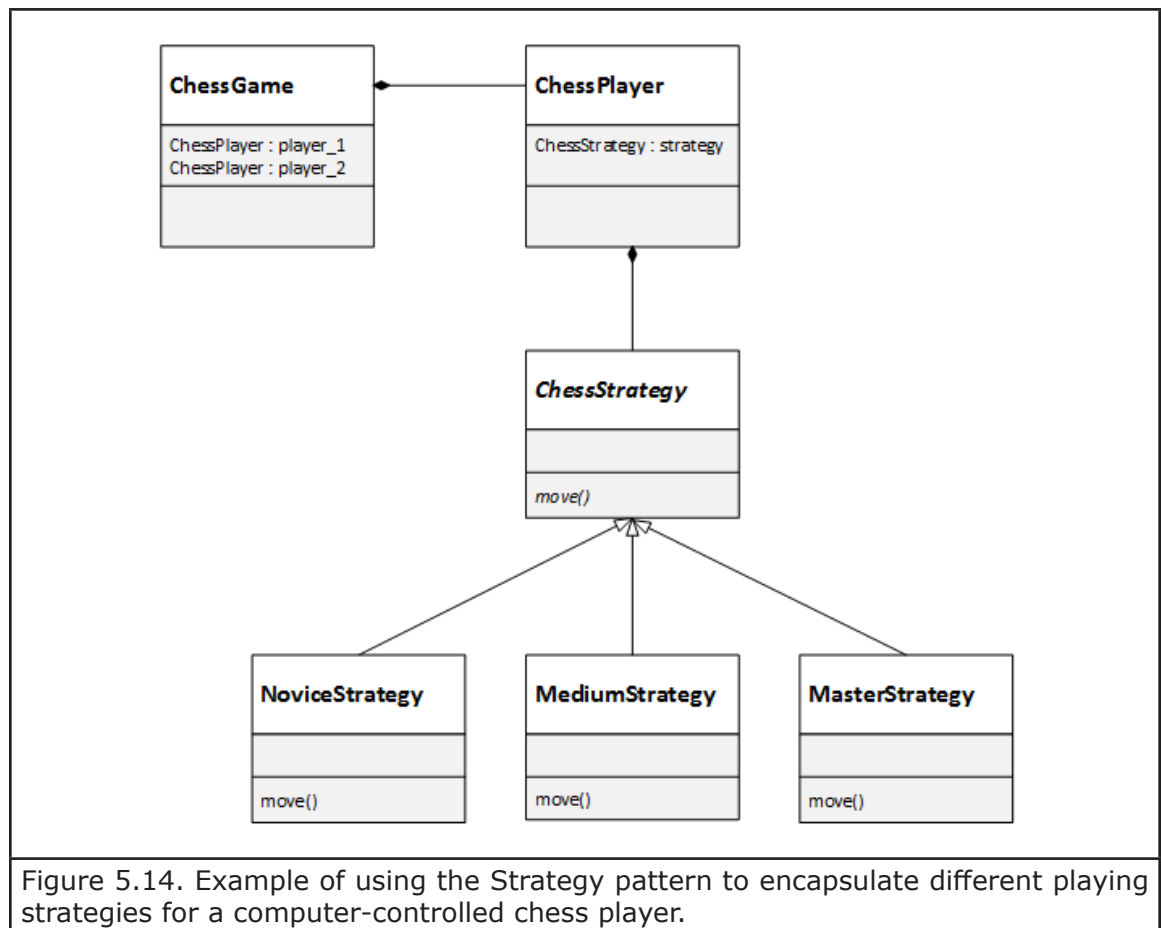 ChessGame
ChessPlayer : player_1
ChessPlayer : player_2
ChessPlayer
ChessStrategy : strategy
ChessStrategy
move()
NoviceStrategy
move()
MediumStrategy
move()
MasterStrategy
move()
Figure 5.14. Example of using the Strategy pattern to encapsulate different playing
strategies for a computer-controlled chess player.